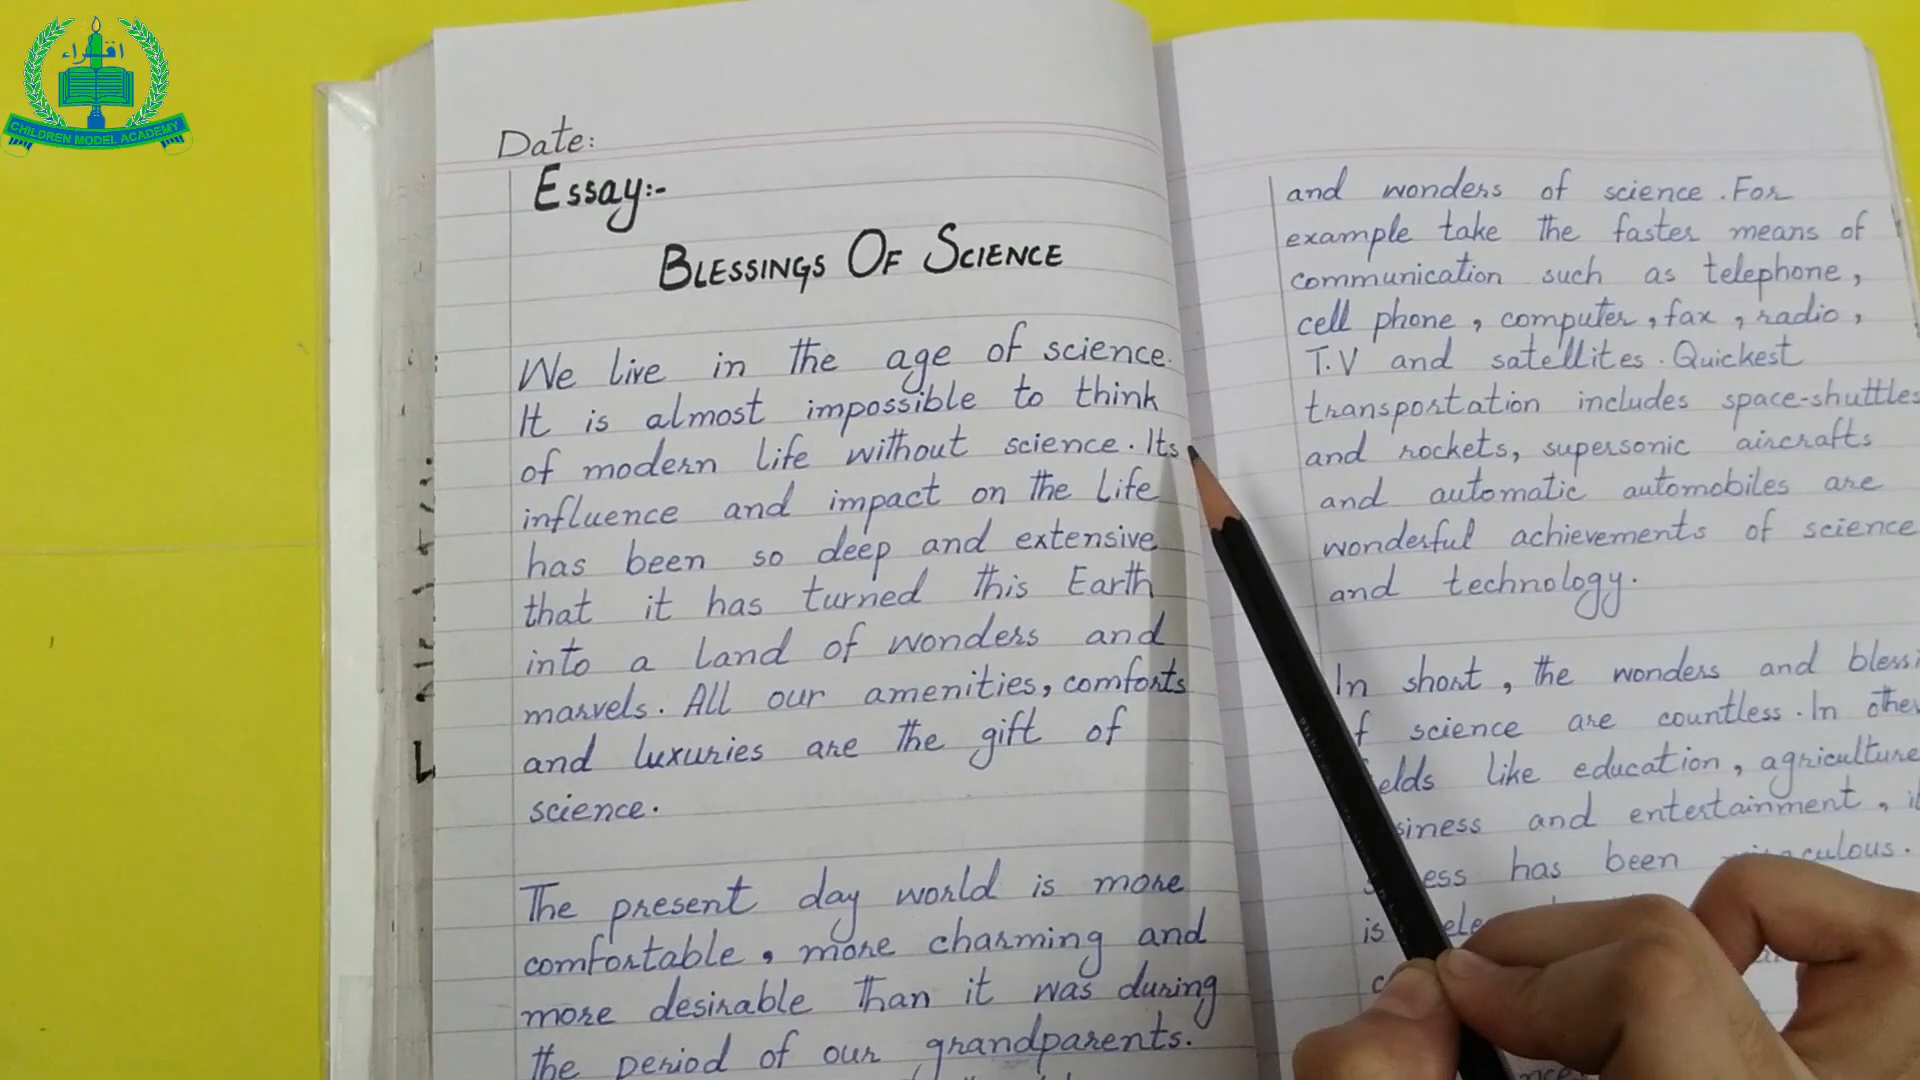 اقراء
CHILDREN MODEL ACADEMY
Date:
Essay:-
BLESSINGS OF SCIENCE
We live in the age of science.
It is almost impossible to think
of modern life without science. Its
influence and impact on the life
has been so deep and extensive
that it has turned this Earth
into a land of wonders and
marvels. All our amenities, comforts
and luxuries are the gift of
science.
The present day world is more
comfortable, more charming and
more desirable than it was during
the period of our grandparents.
and wonders of science. For
example take the faster means of
communication such as telephone,
cell phone, computer, fax, radio,
T.V and satellites. Quickest
transportation includes space-shuttles
and rockets, supersonic aircrafts
and automatic automobiles are
wonderful achievements of science
and technology.
In short, the wonders and blessi
f science are countless. In other
elds like education, agriculture
siness and entertainment, it
ess has been culous.
is